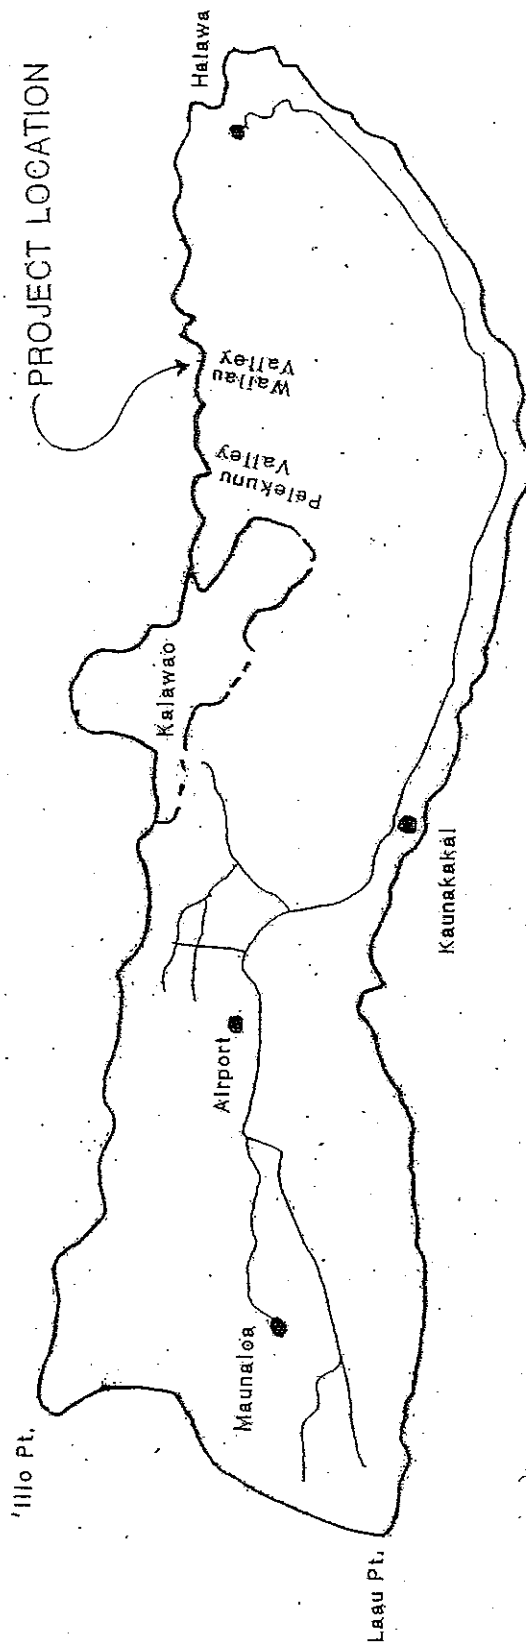 PROJECT LOCATION
'Ilio Pt.
Kalawao
Pelekunu
Valley
Wailau
Valley
Halawa
Airport
Maunaloa
Kaunakakai
Laau Pt.